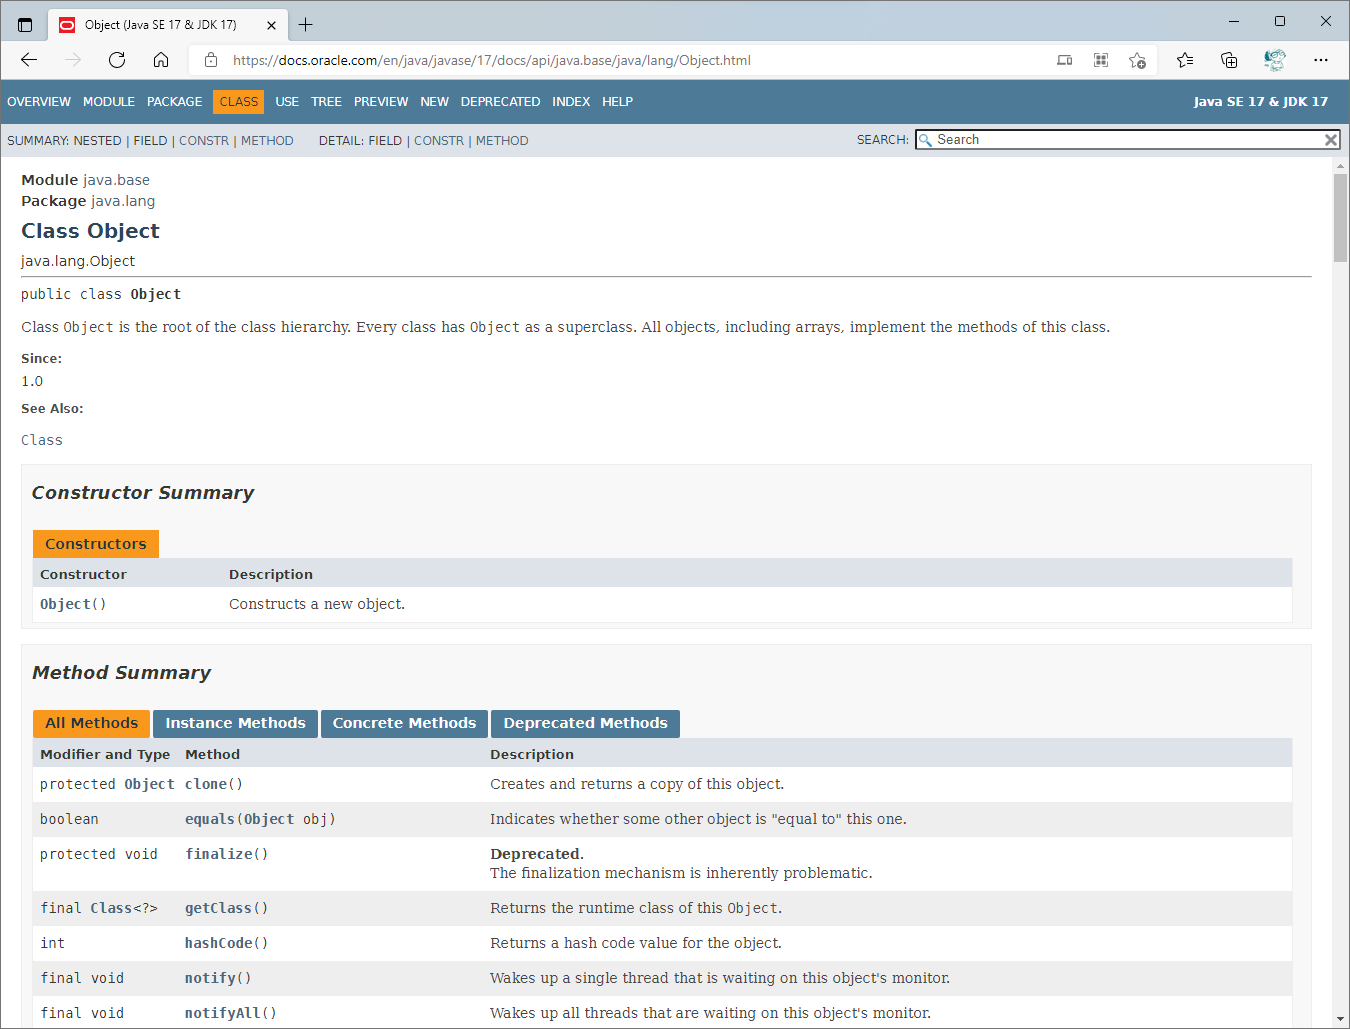 Object (Java SE 17 & JDK 17)
https://docs.oracle.com/en/java/javase/17/docs/api/java.base/java/lang/Object.html
OVERVIEW MODULE PACKAGE CLASS USE TREE PREVIEW NEW DEPRECATED INDEX HELP Java SE 17 & JDK 17
SUMMARY: NESTED | FIELD | CONSTR | METHOD DETAIL: FIELD | CONSTR | METHOD SEARCH: Search
Module java.base
Package java.lang
Class Object
java.lang.Object
public class Object
Class Object is the root of the class hierarchy. Every class has Object as a superclass. All objects, including arrays, implement the methods of this class.
Since:
1.0
See Also:
Class
Constructor Summary
Constructors
Constructor Description
Object() Constructs a new object.
Method Summary
All Methods Instance Methods Concrete Methods Deprecated Methods
Modifier and Type Method Description
protected Object clone() Creates and returns a copy of this object.
boolean equals(Object obj) Indicates whether some other object is "equal to" this one.
protected void finalize() Deprecated.
The finalization mechanism is inherently problematic.
final Class<?> getClass() Returns the runtime class of this Object.
int hashCode() Returns a hash code value for the object.
final void notify() Wakes up a single thread that is waiting on this object's monitor.
final void notifyAll() Wakes up all threads that are waiting on this object's monitor.